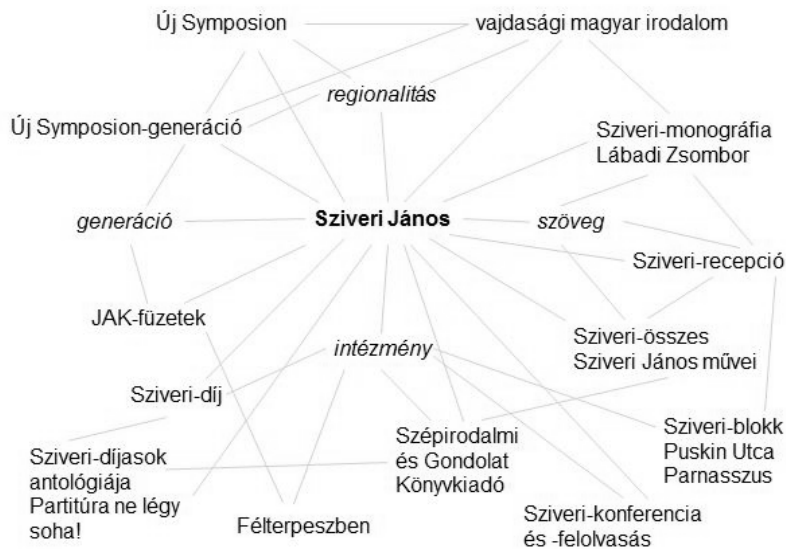 Új Symposion
vajdasági magyar irodalom
regionalitás
Új Symposion-generáció
Sziveri-monográfia
Lábadi Zsombor
generáció
Sziveri János
szöveg
Sziveri-recepció
JAK-füzetek
intézmény
Sziveri-összes
Sziveri János művei
Sziveri-díj
Sziveri-díjasok
antológiája
Partitúra ne légy
soha!
Szépirodalmi
és Gondolat
Könyvkiadó
Sziveri-blokk
Puskin Utca
Parnasszus
Félterpeszben
Sziveri-konferencia
és -felolvasás